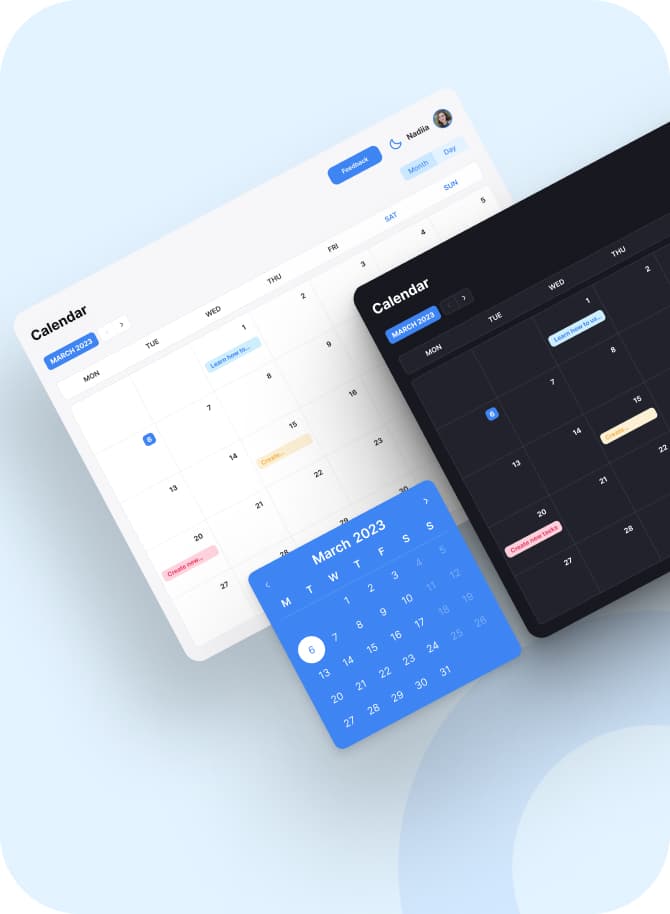 Nadiia
Feedback
Month Day
Calendar
MARCH 2023
MON TUE WED THU FRI SAT SUN
1 2 3 4 5
6 7 8 9
13 14 15 16
Learn how to...
Create...
20 21 22 23
Create new...
27 28 29 30
Calendar
MARCH 2023
MON TUE WED THU
1 2
Learn how to us...
6 7 8
13 14 15
Create...
20 21 22
Create new tasks
27 28
March 2023
M T W T F S S
1 2 3 4 5
6 7 8 9 10 11 12
13 14 15 16 17 18 19
20 21 22 23 24 25 26
27 28 29 30 31